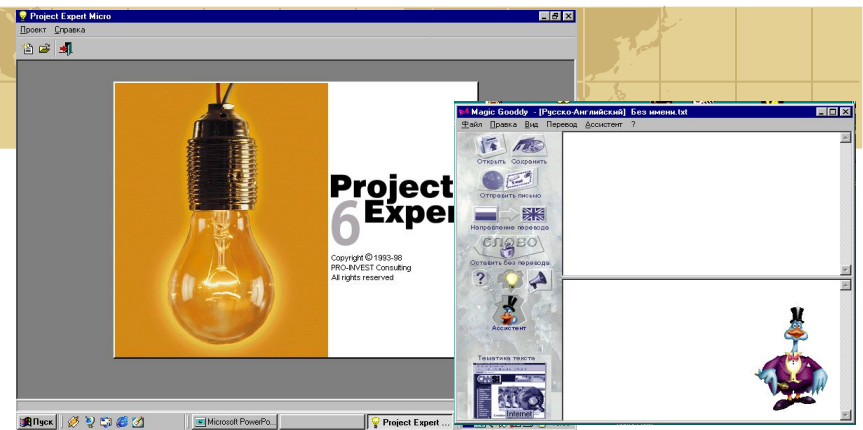 Project Expert Micro
Проект Справка
Project
6 Exper
Copyright © 1993-98
PRO-INVEST Consulting
All rights reserved
Magic Gooddy - [Русско-Английский] Без имени.txt
Файл Правка Вид Перевод Ассистент ?
Открыть Сохранить
Отправить письмо
Направление перевода
СЛОВО
Оставить без перевода
?
Ассистент
Тематика текста
Internet
Пуск
Microsoft PowerPo...
Project Expert ...